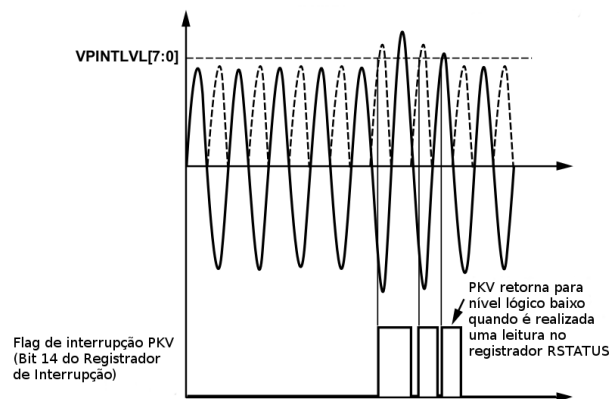 VPINTLVL[7:0]
PKV retorna para
nível lógico baixo
quando é realizada
uma leitura no
registrador RSTATUS
Flag de interrupção PKV
(Bit 14 do Registrador
de Interrupção)